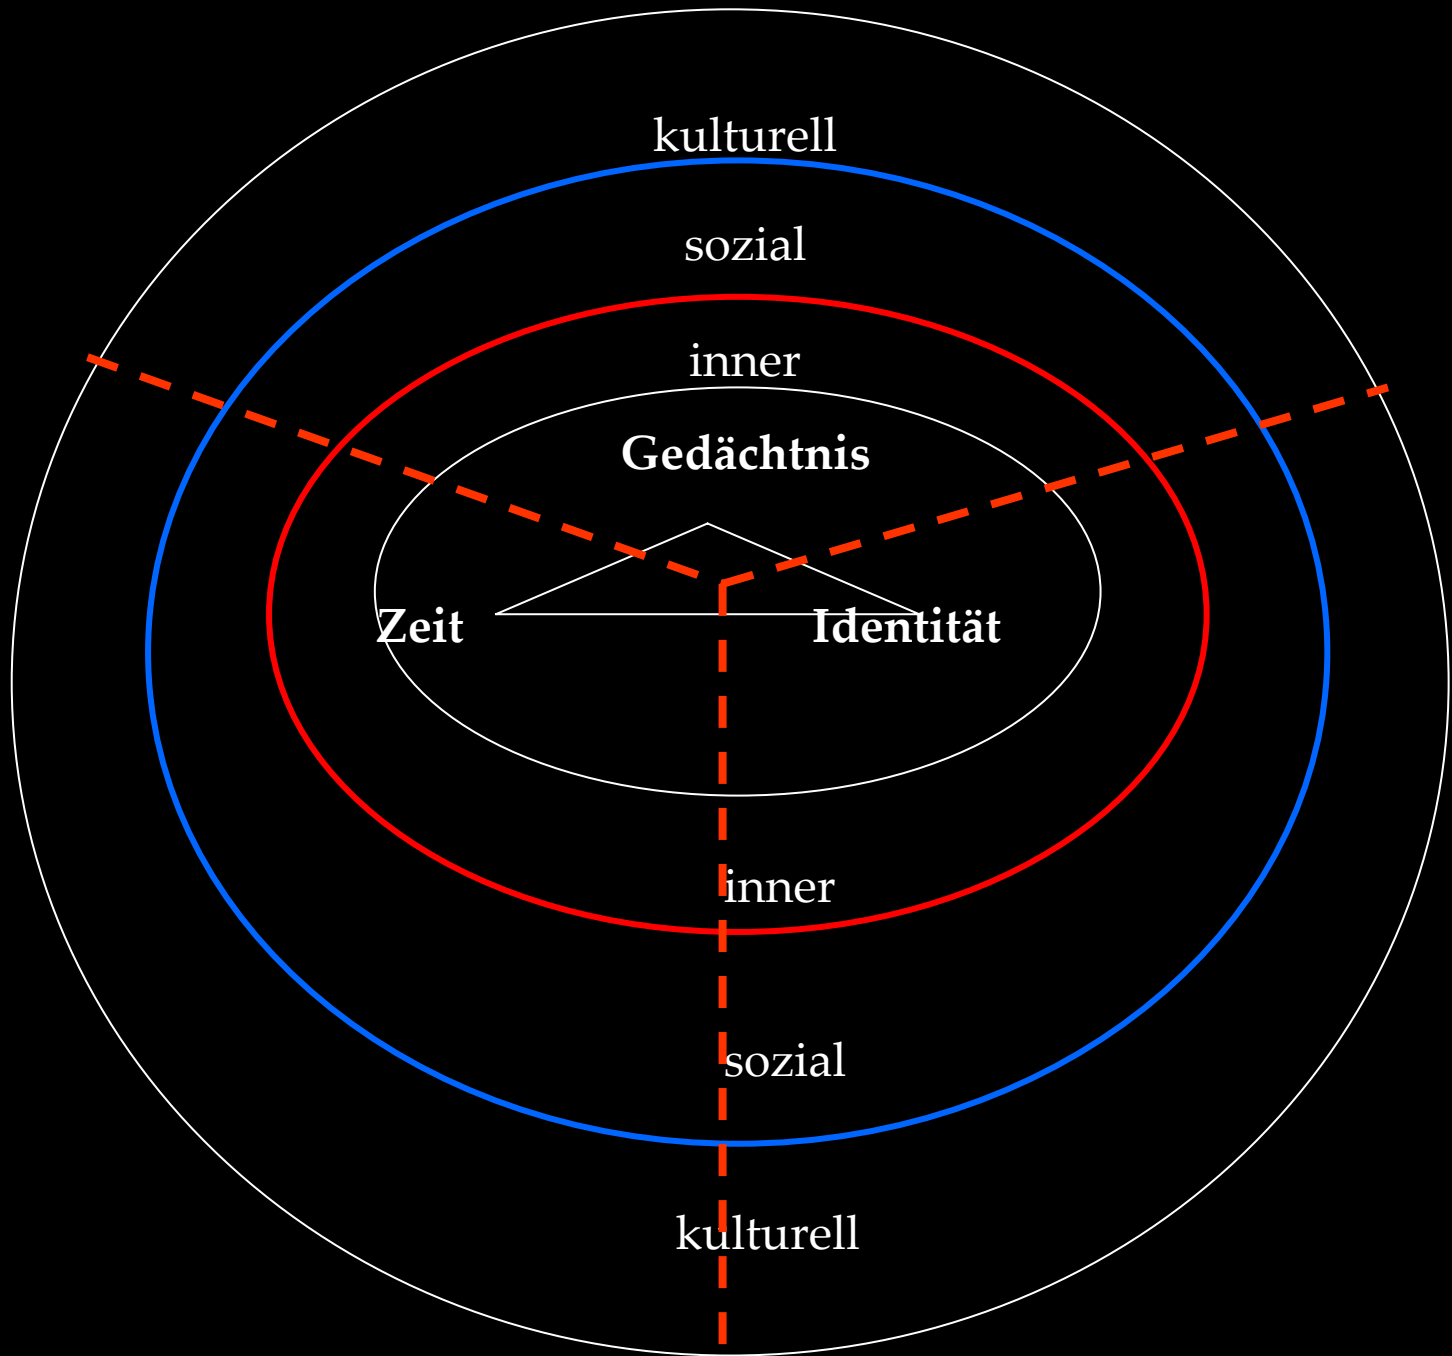 kulturell
sozial
inner
Gedächtnis
Zeit
Identität
inner
sozial
kulturell